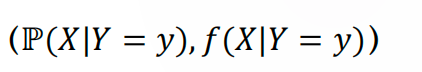 (ℙ(X|Y = y), f(X|Y = y))